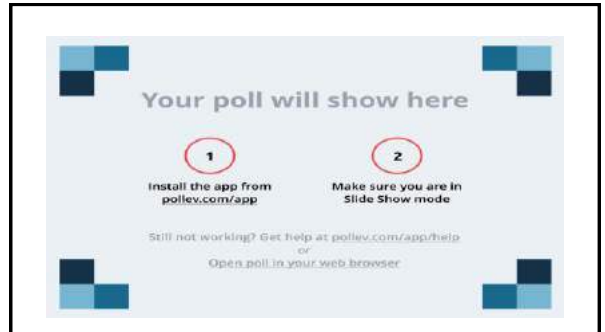 Your poll will show here
1
2
Install the app from
pollev.com/app
Make sure you are in
Slide Show mode
Still not working? Get help at pollev.com/app/help
or
Open poll in your web browser